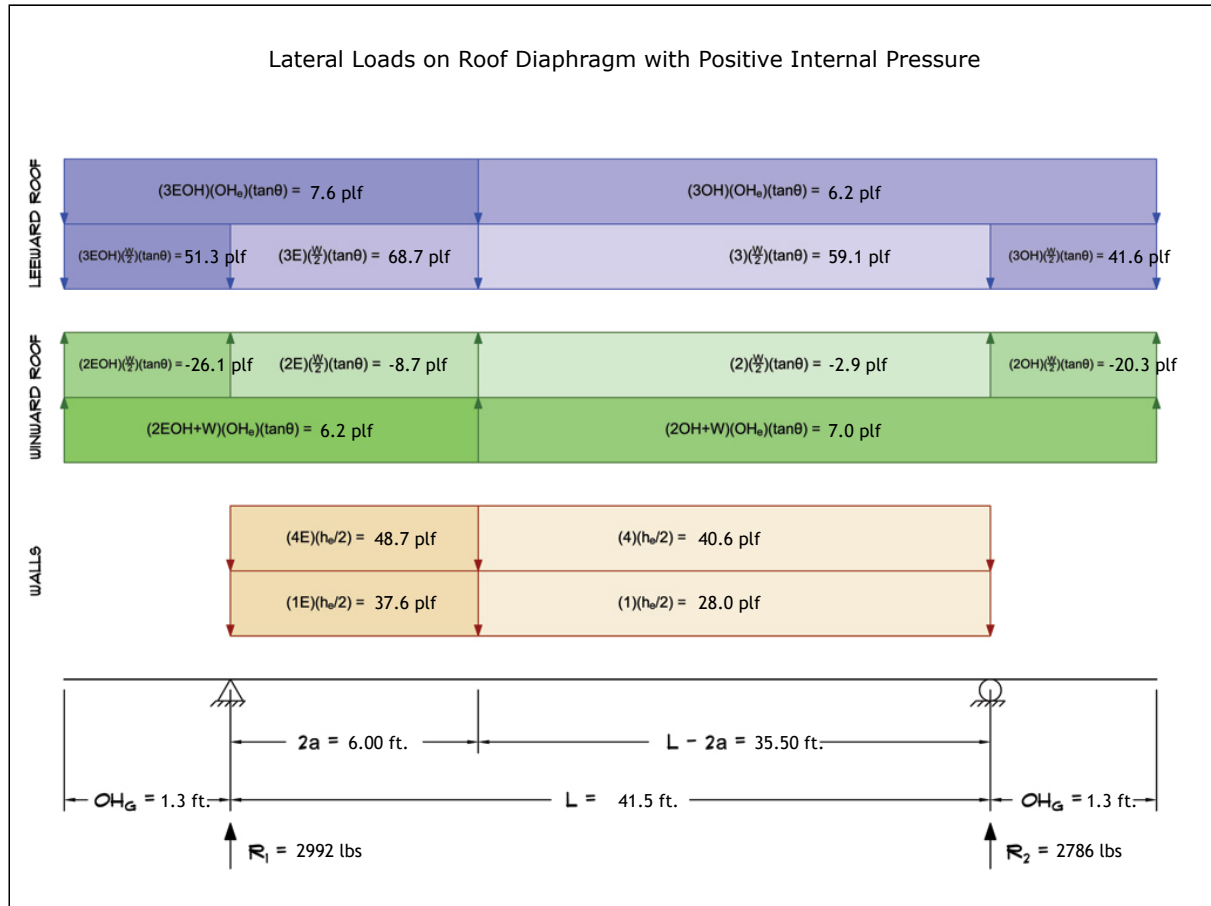 Lateral Loads on Roof Diaphragm with Positive Internal Pressure
LEEWARD ROOF
(3EOH)(OHₑ)(tanθ) = 7.6 plf
(3OH)(OHₑ)(tanθ) = 6.2 plf
(3EOH)(W/2)(tanθ) = 51.3 plf
(3E)(W/2)(tanθ) = 68.7 plf
(3)(W/2)(tanθ) = 59.1 plf
(3OH)(W/2)(tanθ) = 41.6 plf
WINWARD ROOF
(2EOH)(W/2)(tanθ) = -26.1 plf
(2E)(W/2)(tanθ) = -8.7 plf
(2)(W/2)(tanθ) = -2.9 plf
(2OH)(W/2)(tanθ) = -20.3 plf
(2EOH+W)(OHₑ)(tanθ) = 6.2 plf
(2OH+W)(OHₑ)(tanθ) = 7.0 plf
WALLS
(4E)(hₑ/2) = 48.7 plf
(4)(hₑ/2) = 40.6 plf
(1E)(hₑ/2) = 37.6 plf
(1)(hₑ/2) = 28.0 plf
2a = 6.00 ft.
L - 2a = 35.50 ft.
OH_G = 1.3 ft.
L = 41.5 ft.
OH_G = 1.3 ft.
R₁ = 2992 lbs
R₂ = 2786 lbs